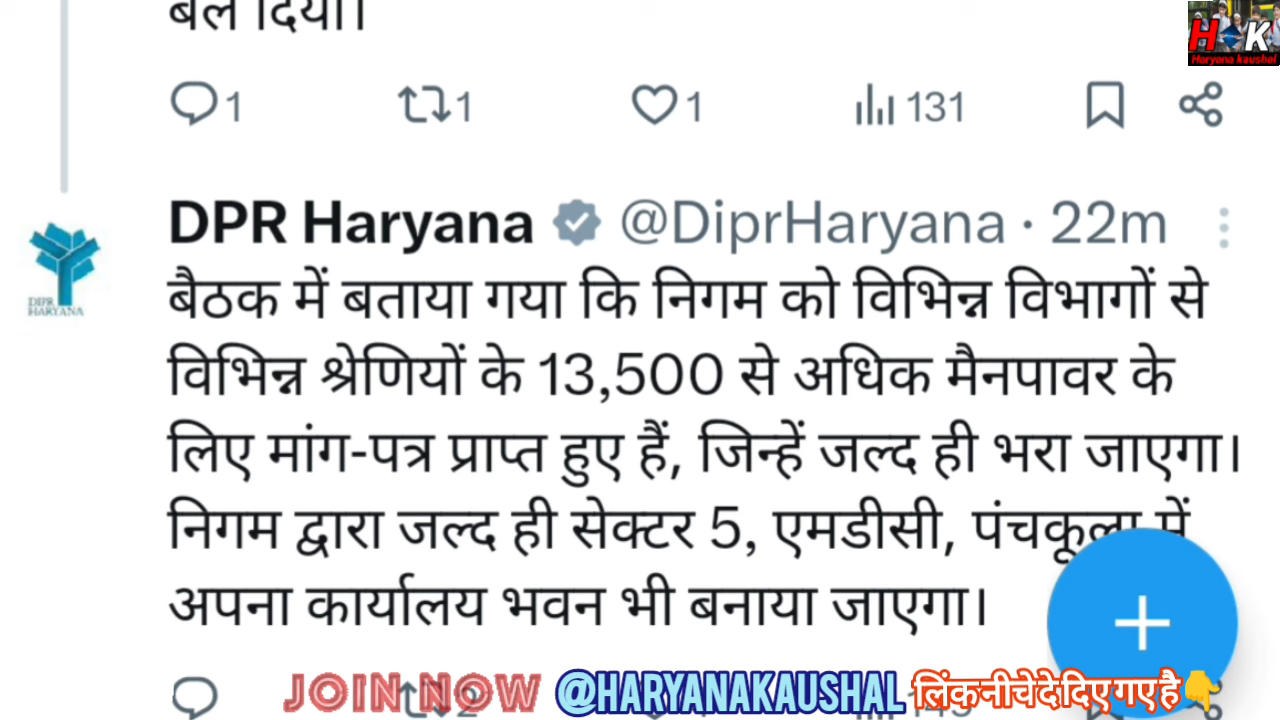 बल दिया।
H K
Haryana kaushal
1 1 1 131
DPR Haryana @DiprHaryana · 22m
DIPR
HARYANA
बैठक में बताया गया कि निगम को विभिन्न विभागों से
विभिन्न श्रेणियों के 13,500 से अधिक मैनपावर के
लिए मांग-पत्र प्राप्त हुए हैं, जिन्हें जल्द ही भरा जाएगा।
निगम द्वारा जल्द ही सेक्टर 5, एमडीसी, पंचकूला में
अपना कार्यालय भवन भी बनाया जाएगा।
JOIN NOW @HARYANAKAUSHAL लिंक नीचे दे दिए गए है